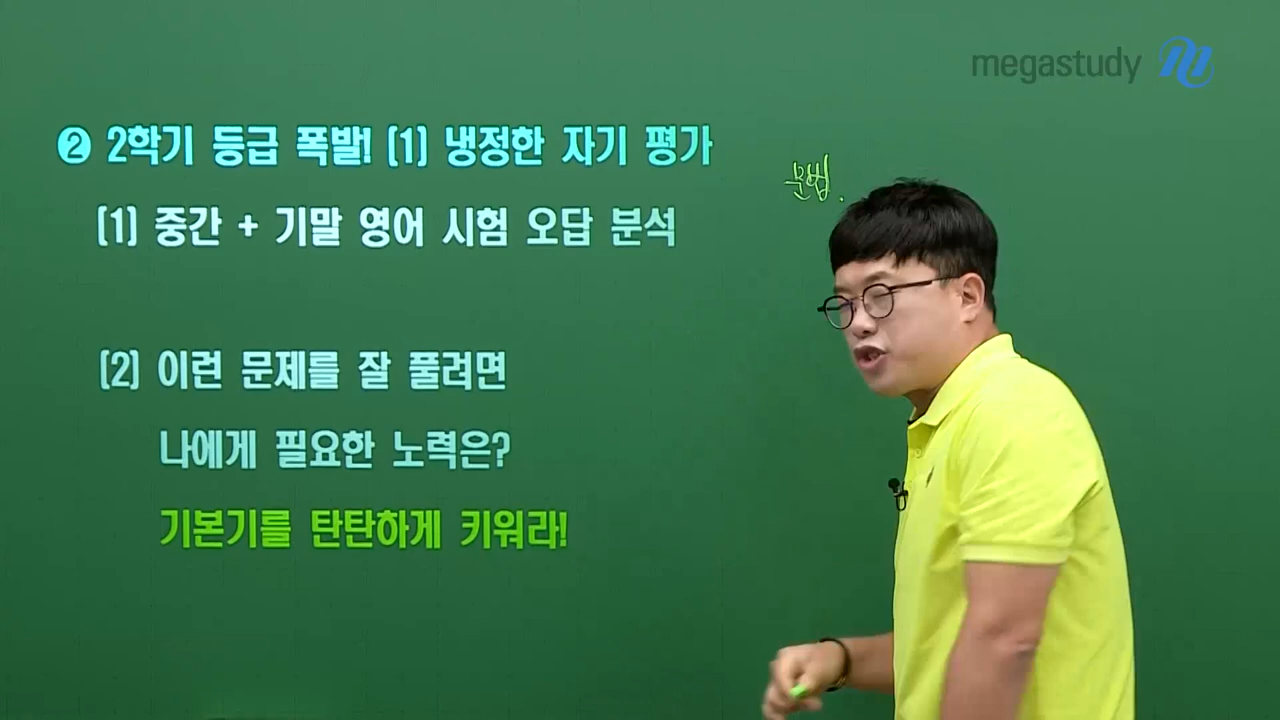 megastudy
❷ 2학기 등급 폭발! (1) 냉정한 자기 평가
(1) 중간 + 기말 영어 시험 오답 분석
문법.
(2) 이런 문제를 잘 풀려면
나에게 필요한 노력은?
기본기를 탄탄하게 키워라!